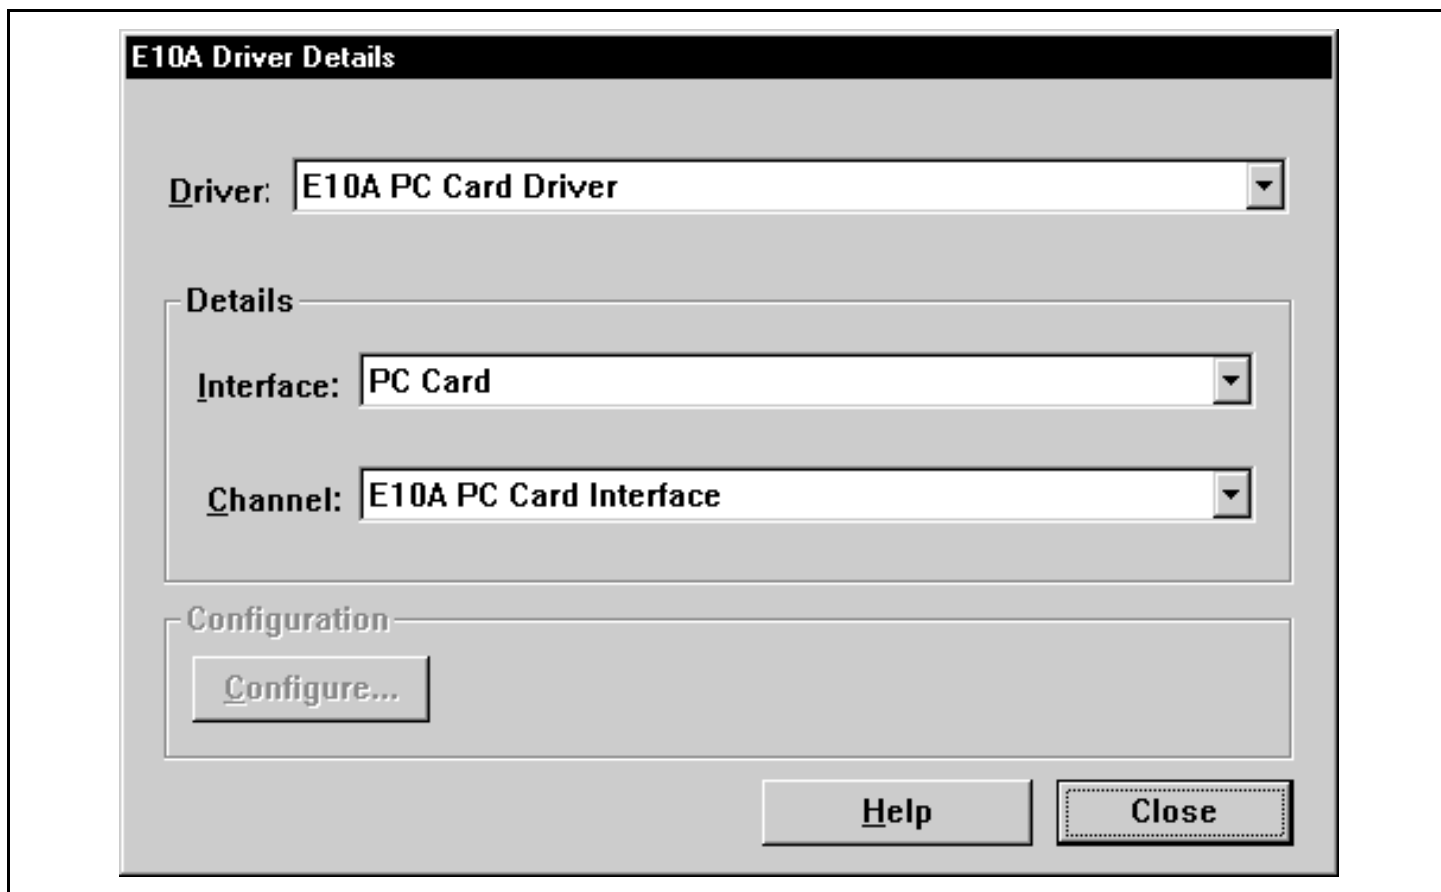 E10A Driver Details
Driver: E10A PC Card Driver
Details
Interface: PC Card
Channel: E10A PC Card Interface
Configuration
Configure...
Help Close